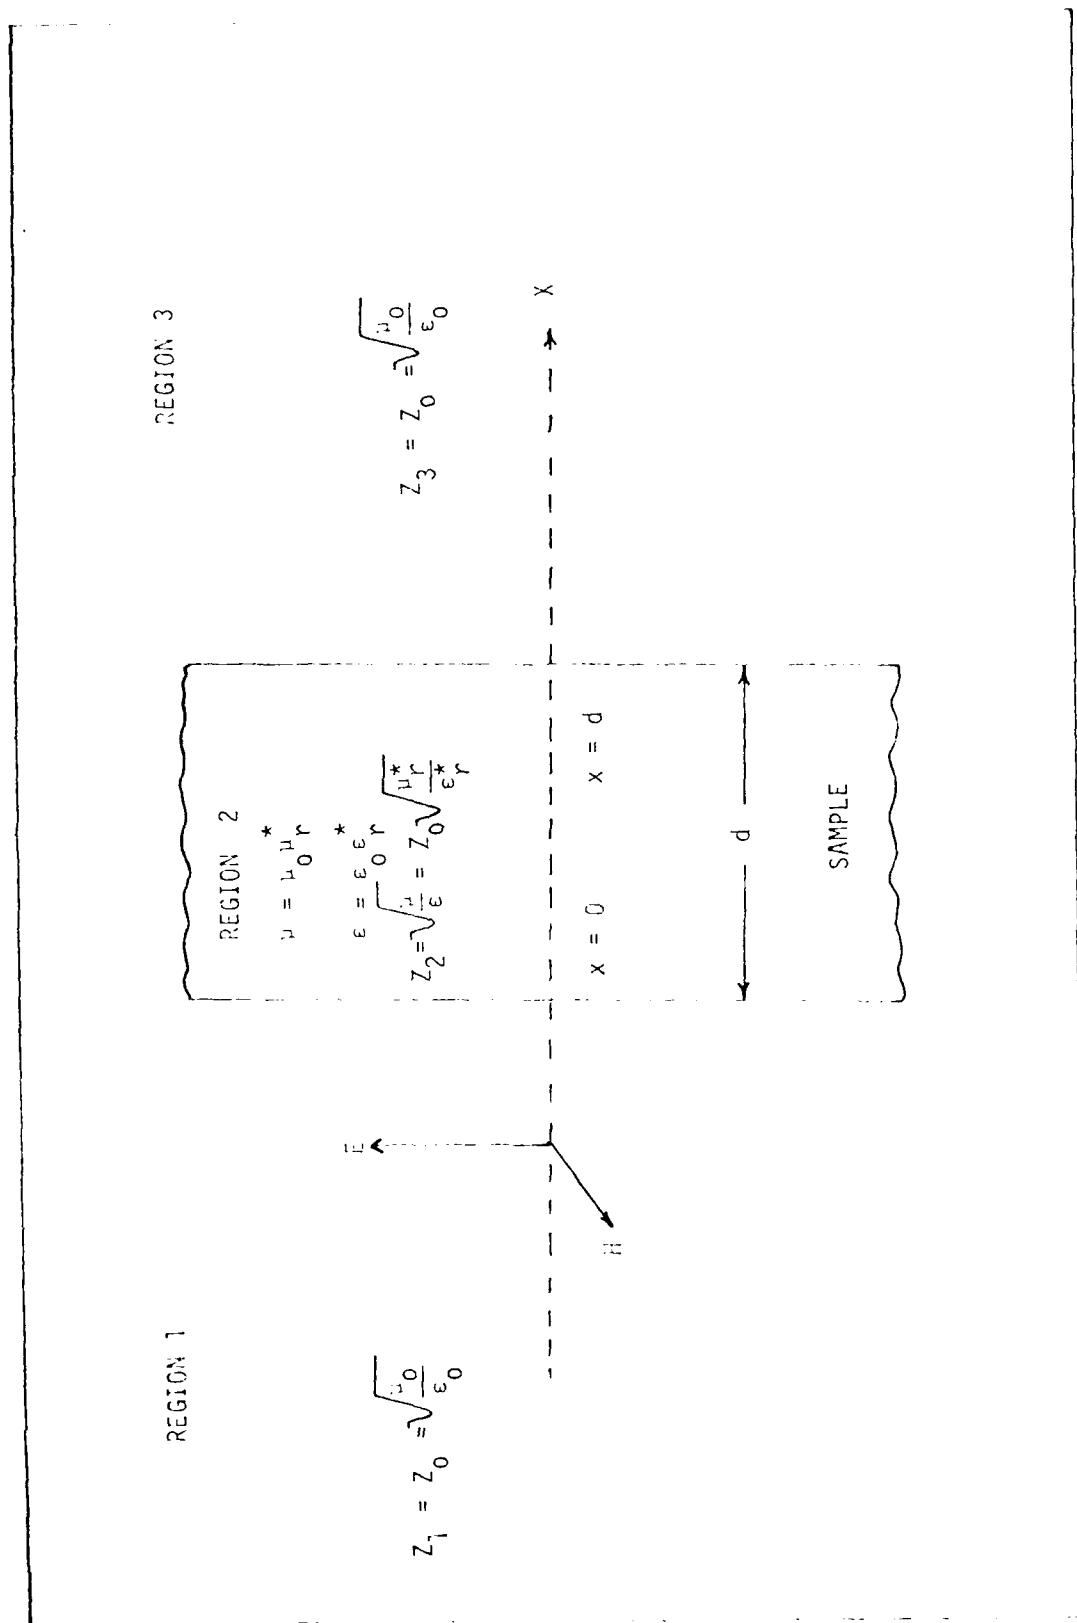 REGION 1
Z₁ = Z₀ = √(μ₀/ε₀)
E
H
REGION 2
μ = μ₀μᵣ*
ε = ε₀εᵣ*
Z₂ = √(μ/ε) = Z₀√(μᵣ*/εᵣ*)
x = 0
x = d
d
SAMPLE
REGION 3
Z₃ = Z₀ = √(μ₀/ε₀)
X